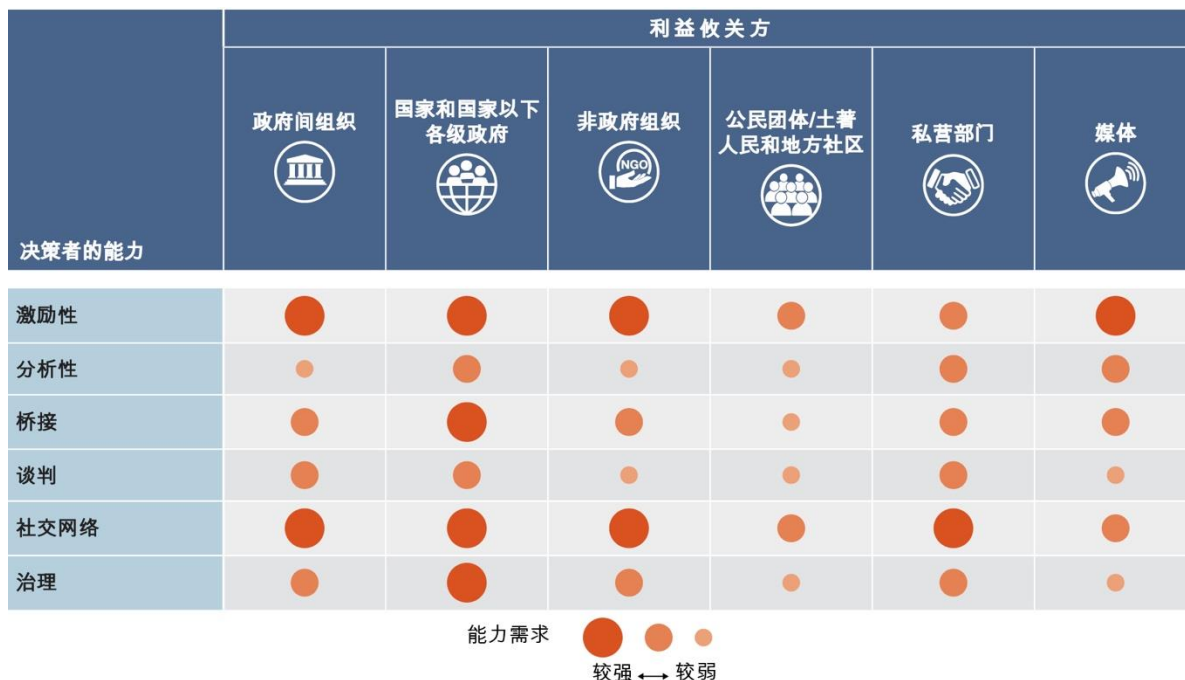 利益攸关方
政府间组织
国家和国家以下
各级政府
非政府组织
NGO
公民团体/土著
人民和地方社区
私营部门
媒体
决策者的能力
激励性
分析性
桥接
谈判
社交网络
治理
能力需求
较强 ⟷ 较弱